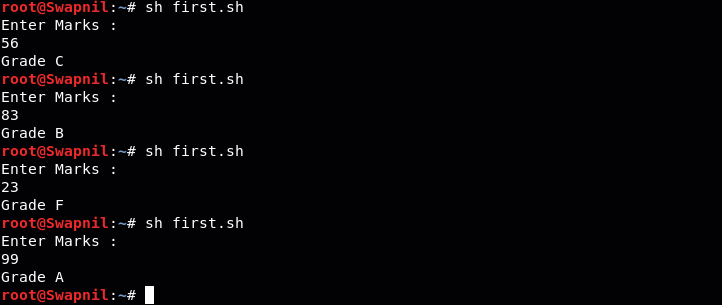 root@Swapnil:~# sh first.sh
Enter Marks :
56
Grade C
root@Swapnil:~# sh first.sh
Enter Marks :
83
Grade B
root@Swapnil:~# sh first.sh
Enter Marks :
23
Grade F
root@Swapnil:~# sh first.sh
Enter Marks :
99
Grade A
root@Swapnil:~#